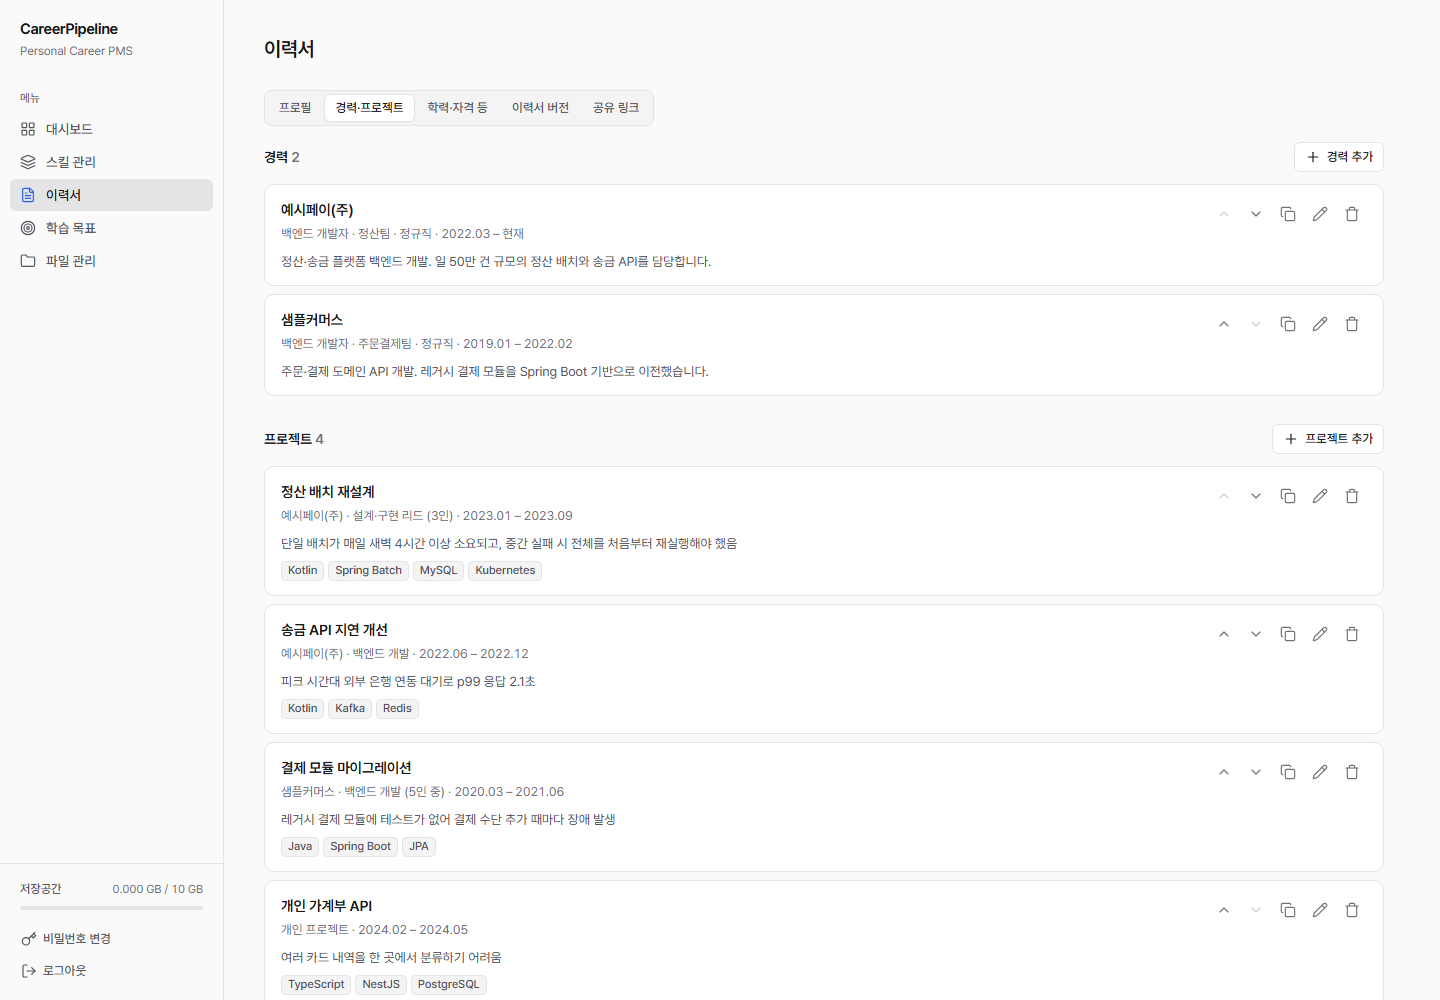 CareerPipeline
Personal Career PMS
메뉴
대시보드
스킬 관리
이력서
학습 목표
파일 관리
저장공간 0.000 GB / 10 GB
비밀번호 변경
로그아웃
이력서
프로필 경력·프로젝트 학력·자격 등 이력서 버전 공유 링크
경력 2
경력 추가
예시페이(주)
백엔드 개발자 · 정산팀 · 정규직 · 2022.03 – 현재
정산·송금 플랫폼 백엔드 개발. 일 50만 건 규모의 정산 배치와 송금 API를 담당합니다.
샘플커머스
백엔드 개발자 · 주문결제팀 · 정규직 · 2019.01 – 2022.02
주문·결제 도메인 API 개발. 레거시 결제 모듈을 Spring Boot 기반으로 이전했습니다.
프로젝트 4
프로젝트 추가
정산 배치 재설계
예시페이(주) · 설계·구현 리드 (3인) · 2023.01 – 2023.09
단일 배치가 매일 새벽 4시간 이상 소요되고, 중간 실패 시 전체를 처음부터 재실행해야 했음
Kotlin Spring Batch MySQL Kubernetes
송금 API 지연 개선
예시페이(주) · 백엔드 개발 · 2022.06 – 2022.12
피크 시간대 외부 은행 연동 대기로 p99 응답 2.1초
Kotlin Kafka Redis
결제 모듈 마이그레이션
샘플커머스 · 백엔드 개발 (5인 중) · 2020.03 – 2021.06
레거시 결제 모듈에 테스트가 없어 결제 수단 추가 때마다 장애 발생
Java Spring Boot JPA
개인 가계부 API
개인 프로젝트 · 2024.02 – 2024.05
여러 카드 내역을 한 곳에서 분류하기 어려움
TypeScript NestJS PostgreSQL